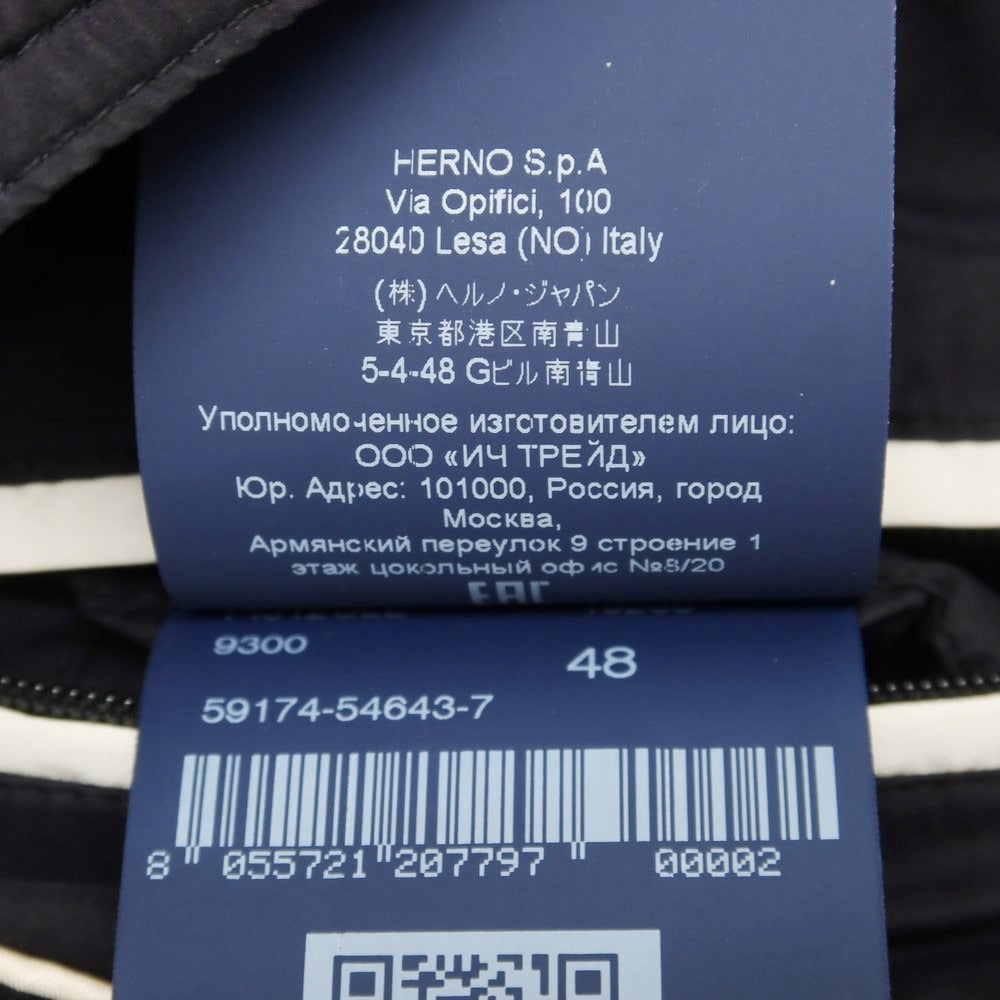 HERNO S.p.A
Via Opifici, 100
28040 Lesa (NO) Italy
(株)ヘルノ・ジャパン
東京都港区南青山
5-4-48 Gビル南青山
Уполномоченное изготовителем лицо:
ООО «ИЧ ТРЕЙД»
Юр. Адрес: 101000, Россия, город
Москва,
Армянский переулок 9 строение 1
этаж цокольный офис №8/20
EAC
9300
48
59174-54643-7
8 055721 207797 00002